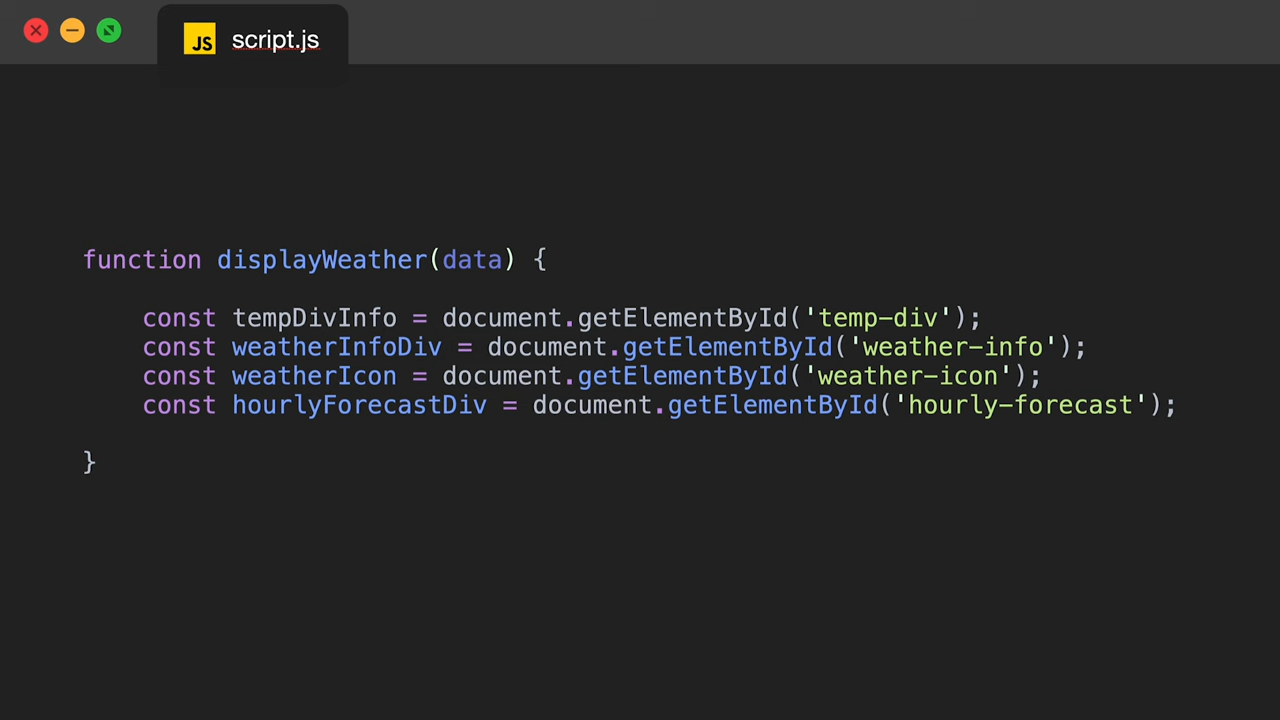 JS script.js
function displayWeather(data) {
const tempDivInfo = document.getElementById('temp-div');
const weatherInfoDiv = document.getElementById('weather-info');
const weatherIcon = document.getElementById('weather-icon');
const hourlyForecastDiv = document.getElementById('hourly-forecast');
}